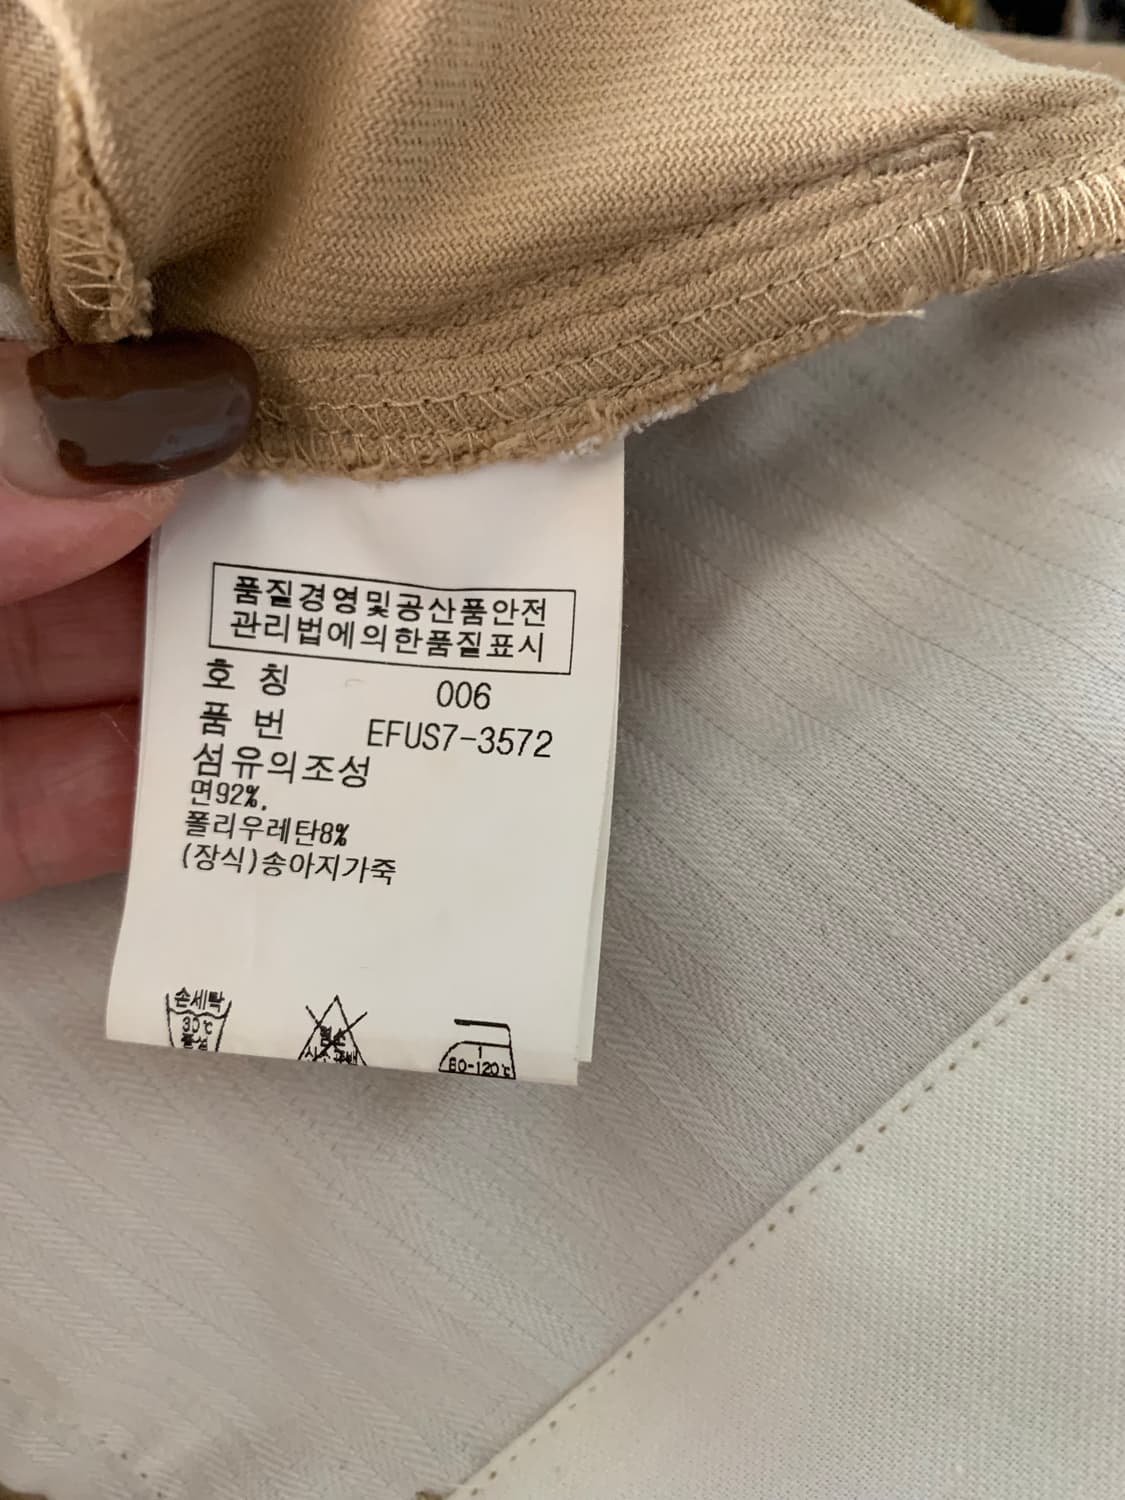 품질경영및공산품안전
관리법에의한품질표시
호 칭 006
품 번 EFUS7-3572
섬유의조성
면92%,
폴리우레탄8%
(장식)송아지가죽
손세탁
30℃
80-120℃